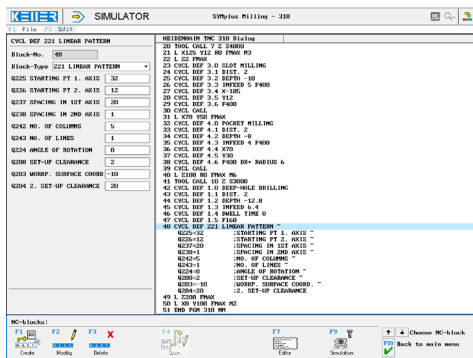 KELLER SIMULATOR SYMplus Milling - 310
F1 File F2 Edit
CYCL DEF 221 LINEAR PATTERN
Block-No. 48
Block-Type 221 LINEAR PATTERN
Q225 STARTING PT 1. AXIS 32
Q226 STARTING PT 2. AXIS 12
Q237 SPACING IN 1ST AXIS 20
Q238 SPACING IN 2ND AXIS 1
Q242 NO. OF COLUMNS 5
Q243 NO. OF LINES 1
Q224 ANGLE OF ROTATION 0
Q200 SET-UP CLEARANCE 2
Q203 WORKP. SURFACE COORD -10
Q204 2. SET-UP CLEARANCE 20
HEIDENHAIN TNC 310 Dialog
20 TOOL CALL 7 Z S4000
21 L X125 Y12 R0 FMAX M3
22 L Z2 FMAX
23 CYCL DEF 3.0 SLOT MILLING
24 CYCL DEF 3.1 DIST. 2
25 CYCL DEF 3.2 DEPTH -10
26 CYCL DEF 3.3 INFEED 5 F400
27 CYCL DEF 3.4 X-105
28 CYCL DEF 3.5 Y12
29 CYCL DEF 3.6 F400
30 CYCL CALL
31 L X70 Y50 FMAX
32 CYCL DEF 4.0 POCKET MILLING
33 CYCL DEF 4.1 DIST. 2
34 CYCL DEF 4.2 DEPTH -8
35 CYCL DEF 4.3 INFEED 4 F400
36 CYCL DEF 4.4 X70
37 CYCL DEF 4.5 Y30
38 CYCL DEF 4.6 F400 DR+ RADIUS 6
39 CYCL CALL
40 L Z100 R0 FMAX M6
41 TOOL CALL 10 Z S3000
42 CYCL DEF 1.0 DEEP-HOLE DRILLING
43 CYCL DEF 1.1 DIST. 2
44 CYCL DEF 1.2 DEPTH -12.8
45 CYCL DEF 1.3 INFEED 6.4
46 CYCL DEF 1.4 DWELL TIME 0
47 CYCL DEF 1.5 F160
48 CYCL DEF 221 LINEAR PATTERN ~
Q225=32 ;STARTING PT 1. AXIS ~
Q226=12 ;STARTING PT 2. AXIS ~
Q237=20 ;SPACING IN 1ST AXIS ~
Q238=1 ;SPACING IN 2ND AXIS ~
Q242=5 ;NO. OF COLUMNS ~
Q243=1 ;NO. OF LINES ~
Q224=0 ;ANGLE OF ROTATION ~
Q200=2 ;SET-UP CLEARANCE ~
Q203=-10 ;WORKP. SURFACE COORD. ~
Q204=20 ;2. SET-UP CLEARANCE
49 L Z200 FMAX
50 L X0 Y100 FMAX M2
51 END PGM 310 MM
NC-blocks:
F1 F2 F3 F4 F7 F9 Choose NC-block
F10 Back to main menu
Create Modify Delete Open Editor Simulation